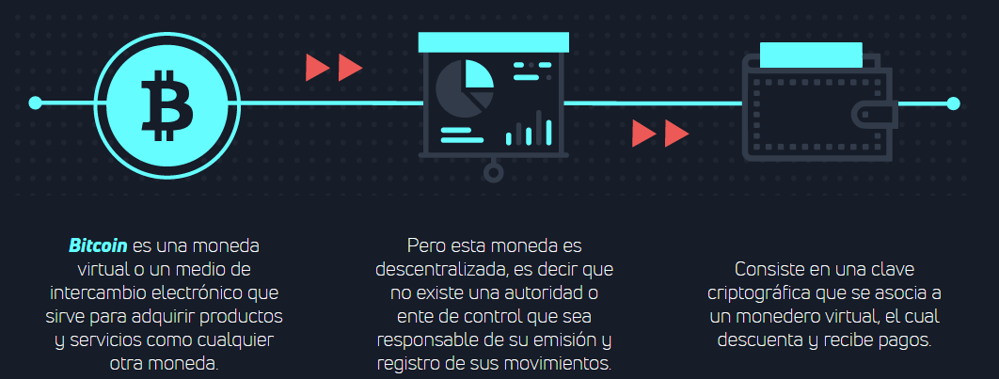 Bitcoin es una moneda
virtual o un medio de
intercambio electrónico que
sirve para adquirir productos
y servicios como cualquier
otra moneda.
Pero esta moneda es
descentralizada, es decir que
no existe una autoridad o
ente de control que sea
responsable de su emisión y
registro de sus movimientos.
Consiste en una clave
criptográfica que se asocia a
un monedero virtual, el cual
descuenta y recibe pagos.